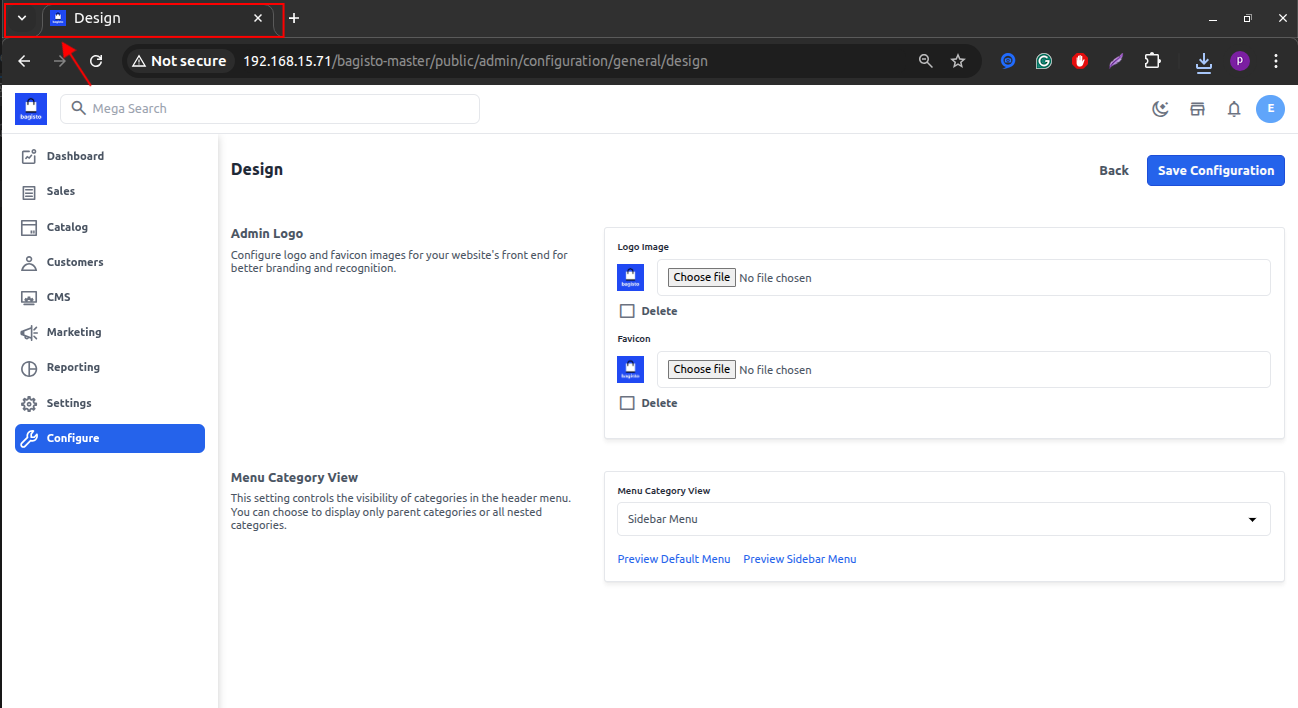 Design
Not secure 192.168.15.71/bagisto-master/public/admin/configuration/general/design
P
bagisto
Mega Search
E
Dashboard
Sales
Catalog
Customers
CMS
Marketing
Reporting
Settings
Configure
Design
Back
Save Configuration
Admin Logo
Configure logo and favicon images for your website's front end for
better branding and recognition.
Logo Image
bagisto
Choose file No file chosen
Delete
Favicon
bagisto
Choose file No file chosen
Delete
Menu Category View
This setting controls the visibility of categories in the header menu.
You can choose to display only parent categories or all nested
categories.
Menu Category View
Sidebar Menu
Preview Default Menu Preview Sidebar Menu